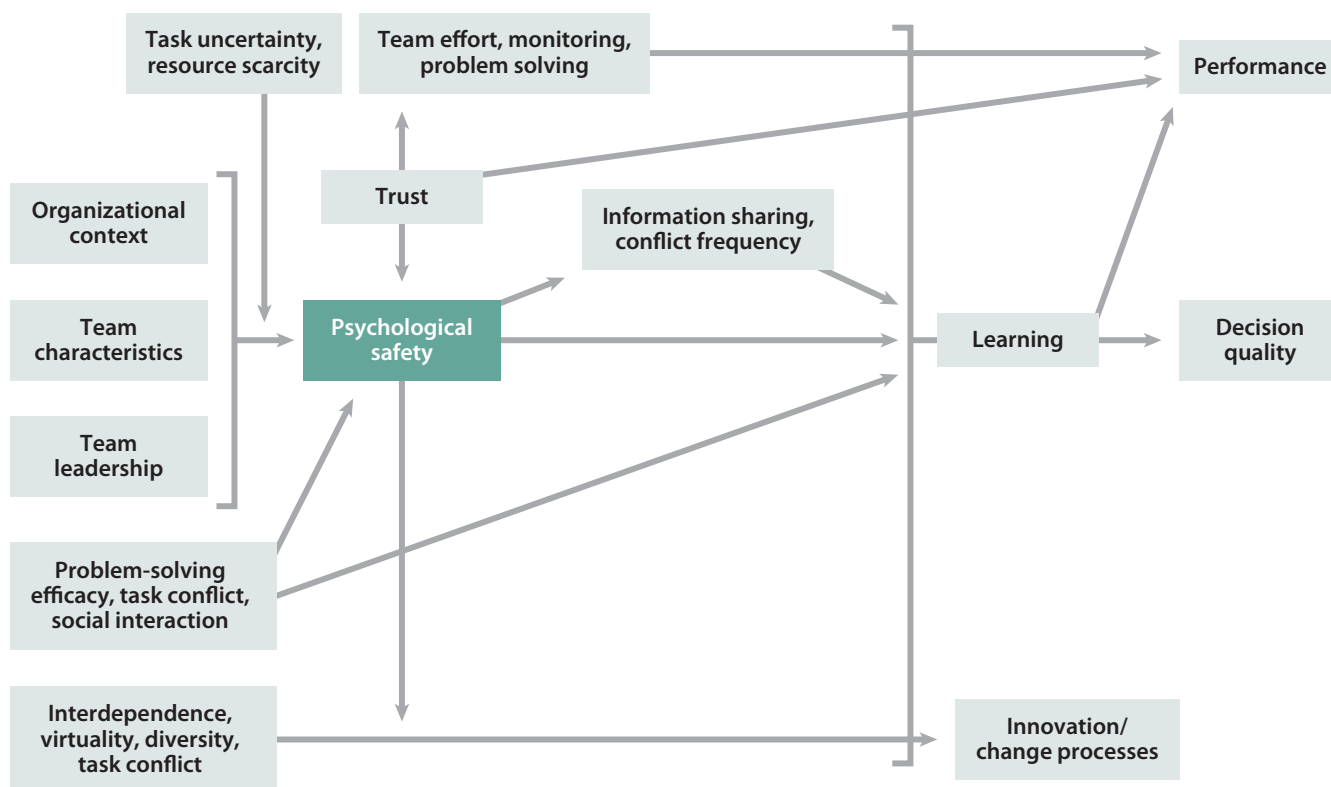 Task uncertainty,
resource scarcity
Team effort, monitoring,
problem solving
Performance
Trust
Organizational
context
Information sharing,
conflict frequency
Team
characteristics
Psychological
safety
Learning
Decision
quality
Team
leadership
Problem-solving
efficacy, task conflict,
social interaction
Interdependence,
virtuality, diversity,
task conflict
Innovation/
change processes